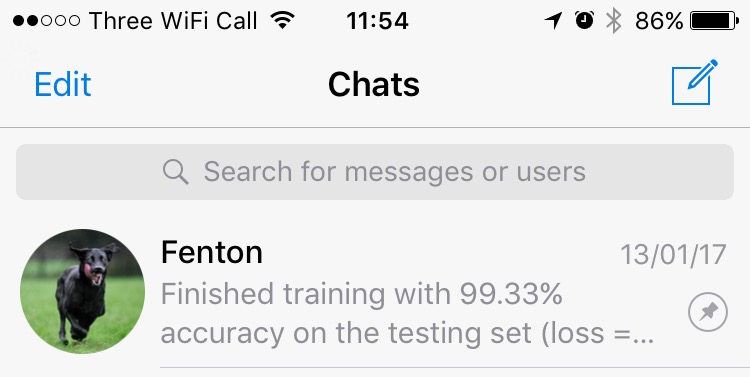 Three WiFi Call 11:54 86%
Edit Chats
Search for messages or users
Fenton 13/01/17
Finished training with 99.33%
accuracy on the testing set (loss =...